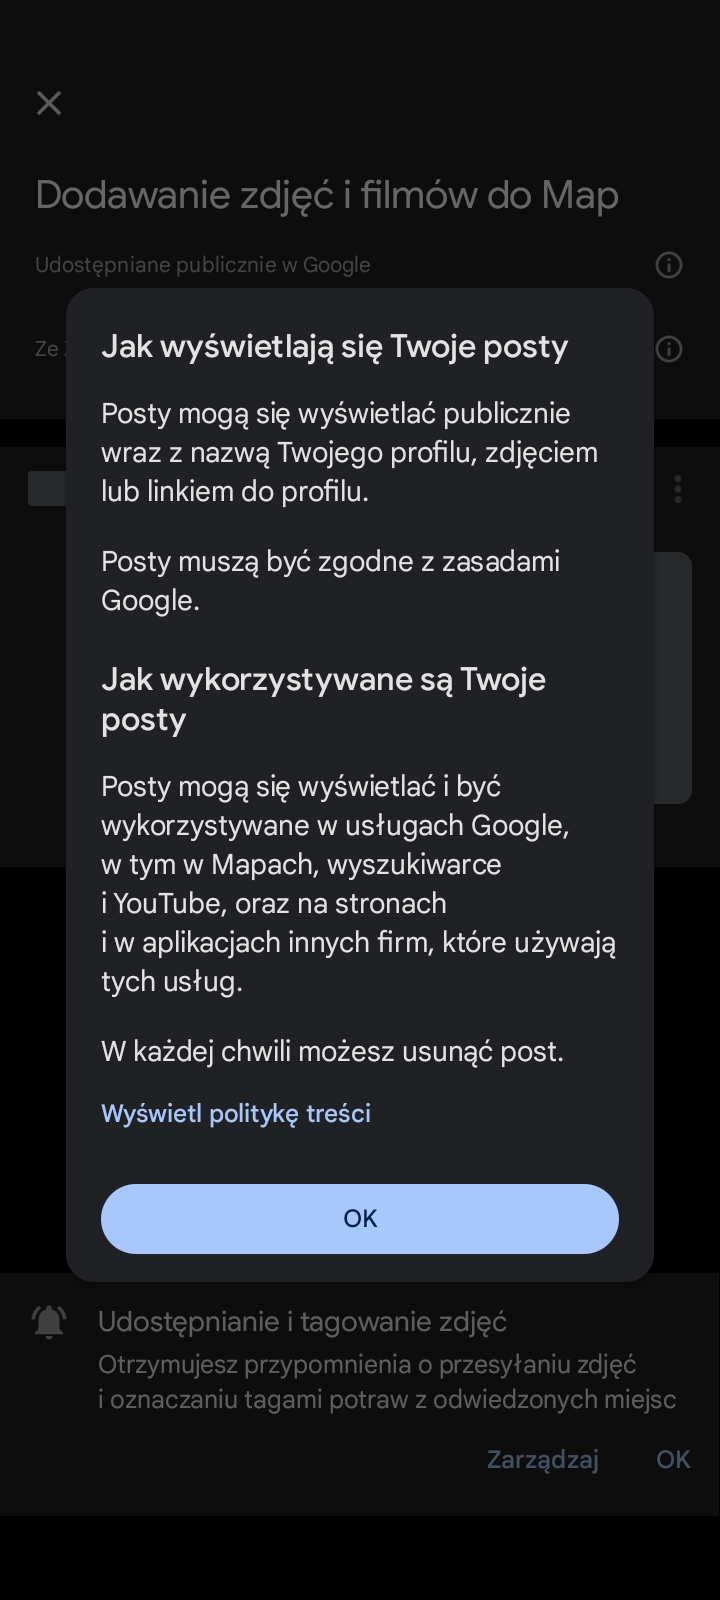 Dodawanie zdjęć i filmów do Map
Udostępniane publicznie w Google
Ze
Jak wyświetlają się Twoje posty
Posty mogą się wyświetlać publicznie
wraz z nazwą Twojego profilu, zdjęciem
lub linkiem do profilu.
Posty muszą być zgodne z zasadami
Google.
Jak wykorzystywane są Twoje
posty
Posty mogą się wyświetlać i być
wykorzystywane w usługach Google,
w tym w Mapach, wyszukiwarce
i YouTube, oraz na stronach
i w aplikacjach innych firm, które używają
tych usług.
W każdej chwili możesz usunąć post.
Wyświetl politykę treści
OK
Udostępnianie i tagowanie zdjęć
Otrzymujesz przypomnienia o przesyłaniu zdjęć
i oznaczaniu tagami potraw z odwiedzonych miejsc
Zarządzaj OK